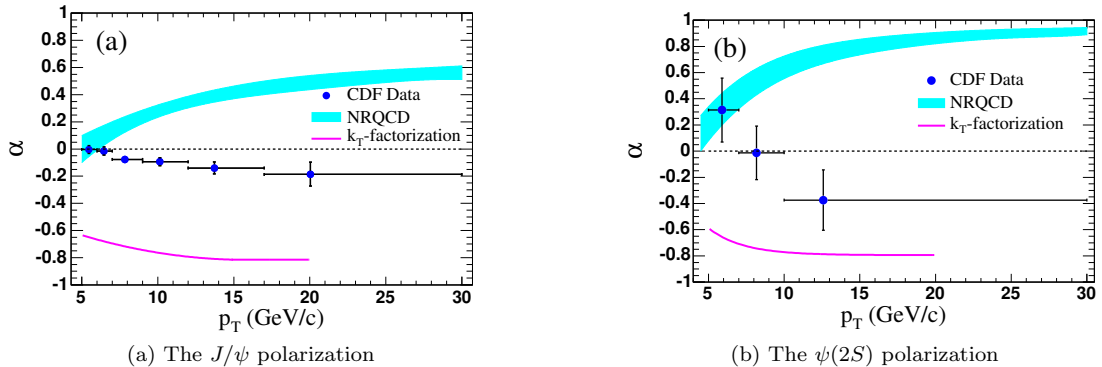 (a)
CDF Data
NRQCD
k_T-factorization
α
1
0.8
0.6
0.4
0.2
0
-0.2
-0.4
-0.6
-0.8
-1
5 10 15 20 25 30
p_T (GeV/c)
(a) The J/ψ polarization
(b)
CDF Data
NRQCD
k_T-factorization
α
1
0.8
0.6
0.4
0.2
0
-0.2
-0.4
-0.6
-0.8
-1
5 10 15 20 25 30
p_T (GeV/c)
(b) The ψ(2S) polarization